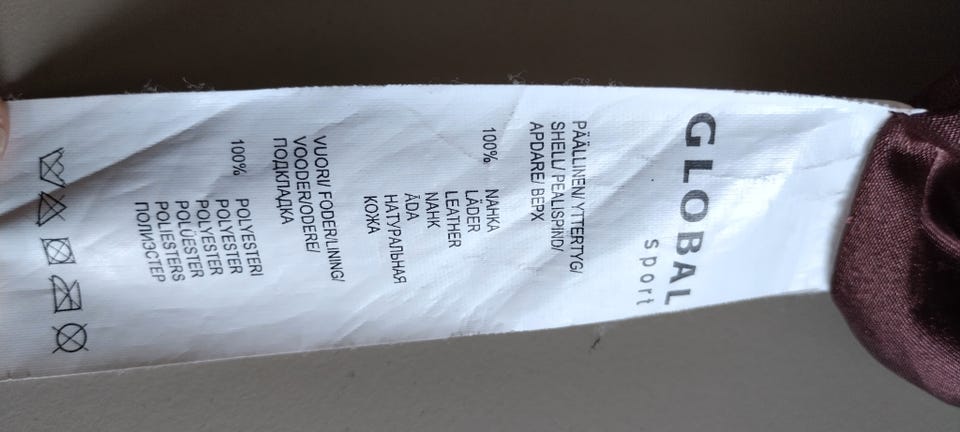 GLOBAL
sport
PÄÄLLINEN/YTTERTYG/
SHELL/ PEALISPIND/
APDARE/ ВЕРХ
100% NAHKA
LÄDER
LEATHER
NAHK
ĀDA
НАТУРАЛЬНАЯ
КОЖА
VUORI/ FODER/LINING/
VOODER/ODERE/
ПОДКЛАДКА
100% POLYESTERI
POLYESTER
POLYESTER
POLÜESTER
POLIESTERS
ПОЛИЭСТЕР